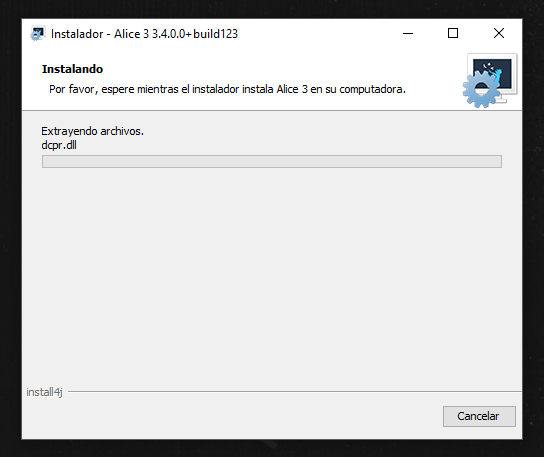 Instalador - Alice 3 3.4.0.0+build123
Instalando
Por favor, espere mientras el instalador instala Alice 3 en su computadora.
Extrayendo archivos.
dcpr.dll
install4j
Cancelar